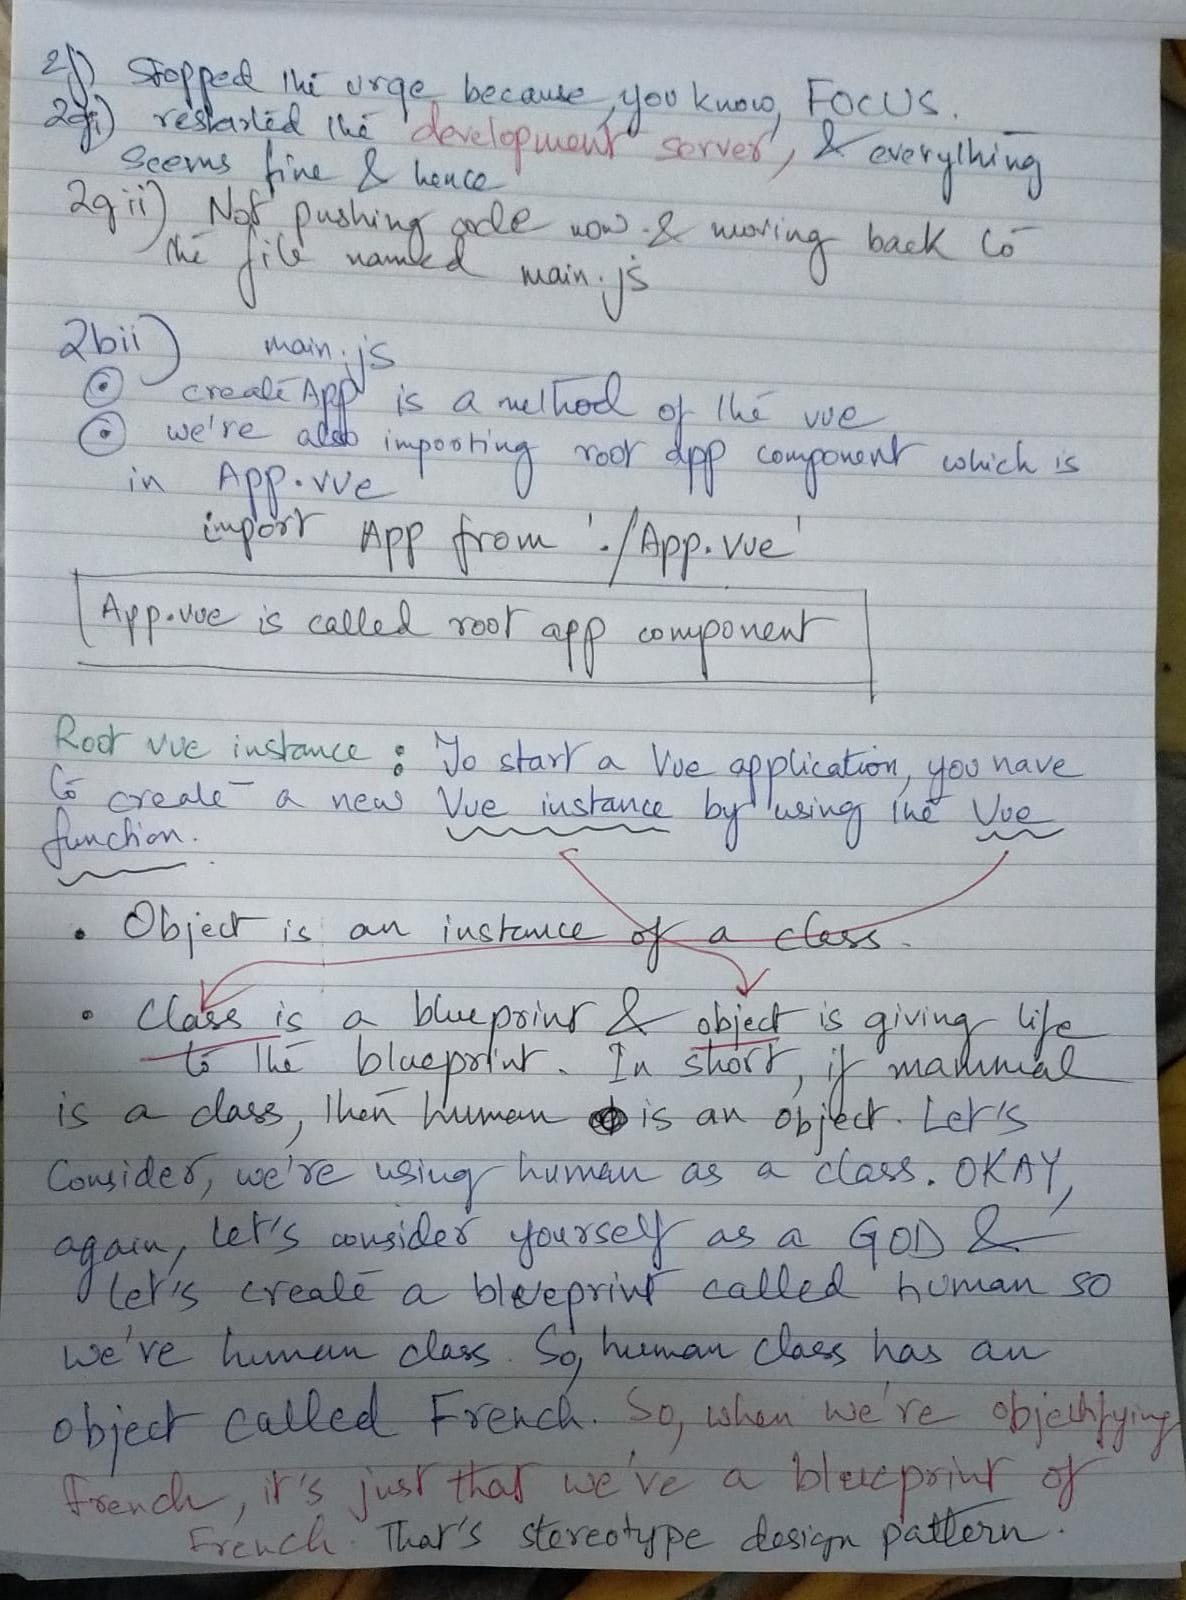 2f) Stopped the urge because, you know, FOCUS.
2gi) restarted the 'development server', & everything
seems fine & hence
2gii) Not pushing code now & moving back to
the file named main.js
2bii) main.js
createApp is a method of the vue
we're also importing root app component which is
in App.vue
import App from './App.vue'
App.vue is called root app component
Root vue instance: To start a Vue application, you have
to create a new Vue instance by using the Vue
function.
• Object is an instance of a class.
• Class is a blueprint & object is giving life
to the blueprint. In short, if mammal
is a class, then human is an object. Let's
Consider, we're using human as a class. OKAY,
again, let's consider yourself as a GOD &
let's create a blueprint called human so
we've human class. So, human class has an
object called French. So, when we're objectifying
French, it's just that we've a blueprint of
French. That's stereotype design pattern.